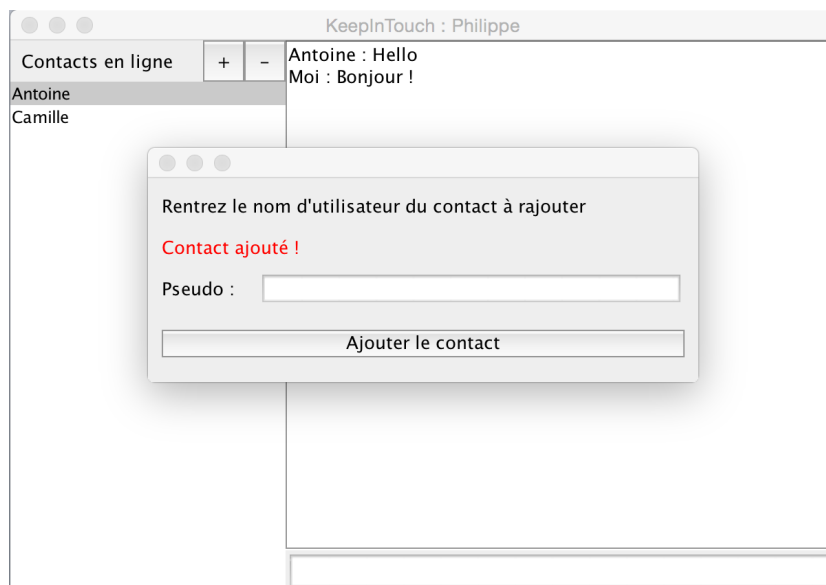 KeepInTouch : Philippe
Contacts en ligne + -
Antoine
Camille
Antoine : Hello
Moi : Bonjour !
Rentrez le nom d'utilisateur du contact à rajouter
Contact ajouté !
Pseudo :
Ajouter le contact